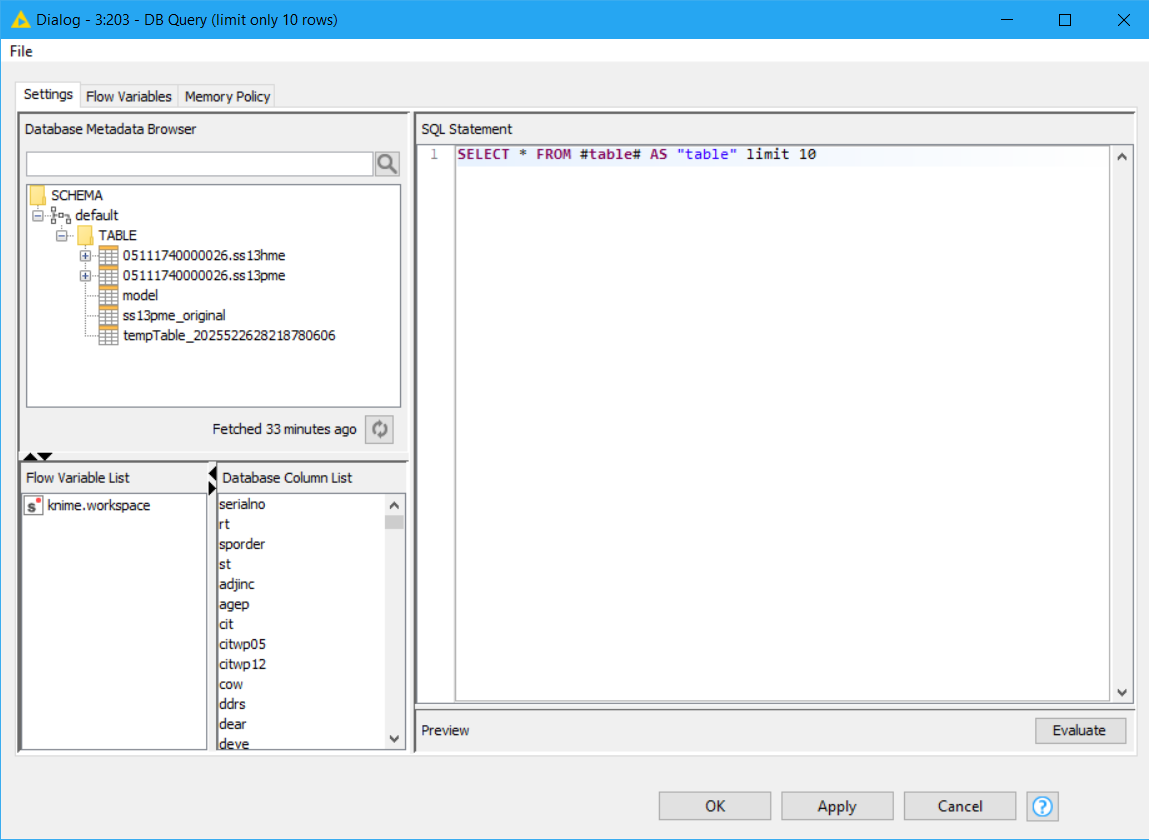 Dialog - 3:203 - DB Query (limit only 10 rows)
File
Settings
Flow Variables
Memory Policy
Database Metadata Browser
SCHEMA
default
TABLE
05111740000026.ss13hme
05111740000026.ss13pme
model
ss13pme_original
tempTable_2025522628218780606
Fetched 33 minutes ago
Flow Variable List
s knime.workspace
Database Column List
serialno
rt
sporder
st
adjinc
agep
cit
citwp05
citwp12
cow
ddrs
dear
deve
SQL Statement
1 SELECT * FROM #table# AS "table" limit 10
Preview
Evaluate
OK
Apply
Cancel
?